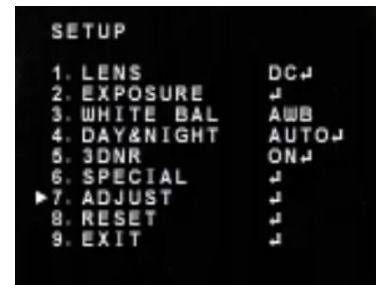 SETUP
1. LENS DC↲
2. EXPOSURE ↲
3. WHITE BAL AWB
4. DAY&NIGHT AUTO↲
5. 3DNR ON↲
6. SPECIAL ↲
►7. ADJUST ↲
8. RESET ↲
9. EXIT ↲